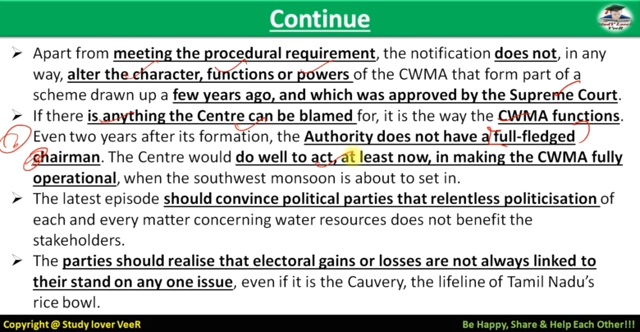 Continue
STUDY LOVER VEER
➢ Apart from meeting the procedural requirement, the notification does not, in any
way, alter the character, functions or powers of the CWMA that form part of a
scheme drawn up a few years ago, and which was approved by the Supreme Court.
➢ If there is anything the Centre can be blamed for, it is the way the CWMA functions.
Even two years after its formation, the Authority does not have a full-fledged
chairman. The Centre would do well to act, at least now, in making the CWMA fully
operational, when the southwest monsoon is about to set in.
➢ The latest episode should convince political parties that relentless politicisation of
each and every matter concerning water resources does not benefit the
stakeholders.
➢ The parties should realise that electoral gains or losses are not always linked to
their stand on any one issue, even if it is the Cauvery, the lifeline of Tamil Nadu's
rice bowl.
Copyright @ Study lover VeeR Be Happy, Share & Help Each Other!!!